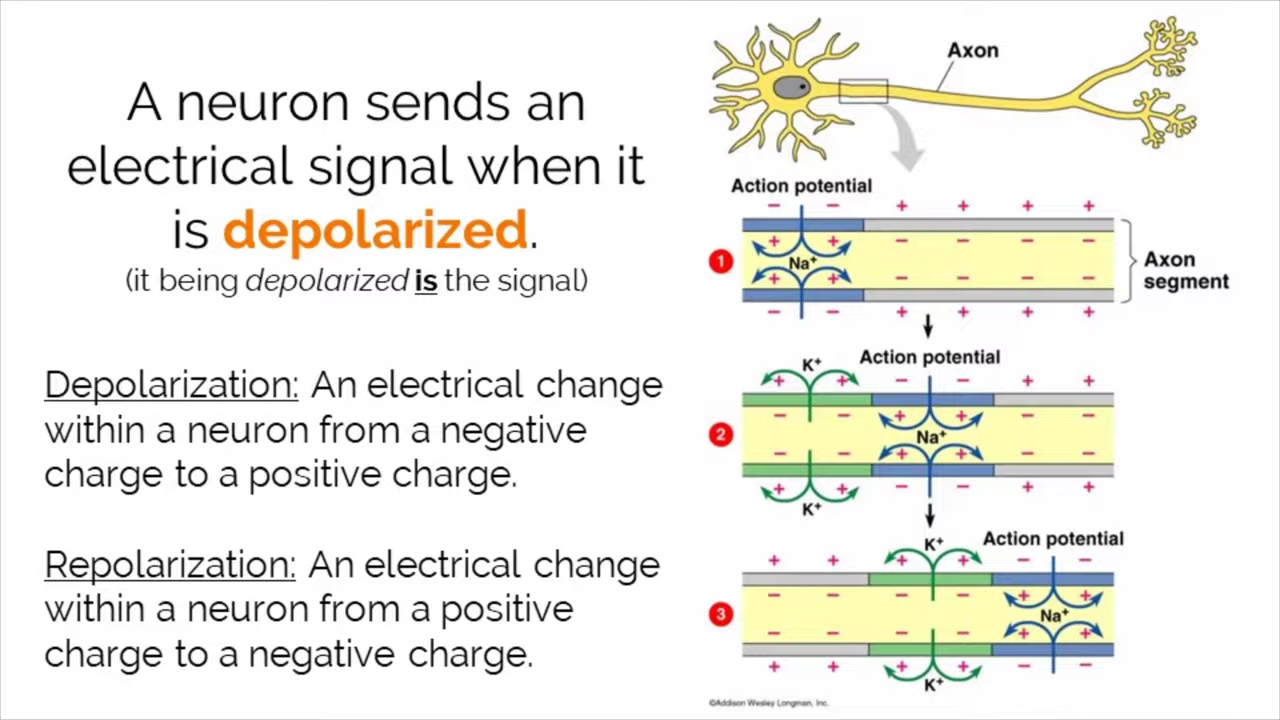 A neuron sends an
electrical signal when it
is depolarized.
(it being depolarized is the signal)
Depolarization: An electrical change
within a neuron from a negative
charge to a positive charge.
Repolarization: An electrical change
within a neuron from a positive
charge to a negative charge.
Axon
Action potential
− − + + + +
+ + − − − −
1
Na⁺
+ + − − − −
− − + + + +
Axon
segment
K⁺
Action potential
+ + − − + +
− − + + − −
2
Na⁺
− − + + − −
+ + − − + +
K⁺
K⁺
Action potential
+ + + + − −
− − − − + +
3
Na⁺
− − − − + +
+ + + + − −
K⁺
©Addison Wesley Longman, Inc.